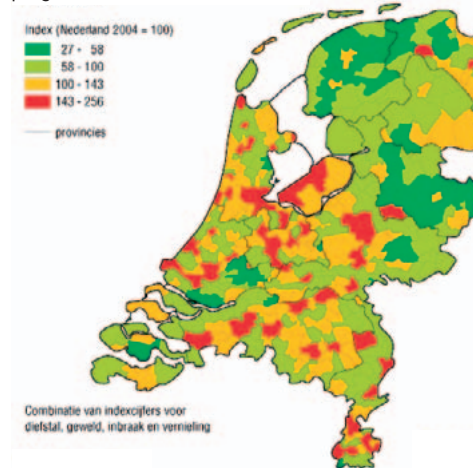 Index (Nederland 2004 = 100)
27 - 58
58 - 100
100 - 143
143 - 256
provincies
Combinatie van indexcijfers voor
diefstal, geweld, inbraak en vernieling